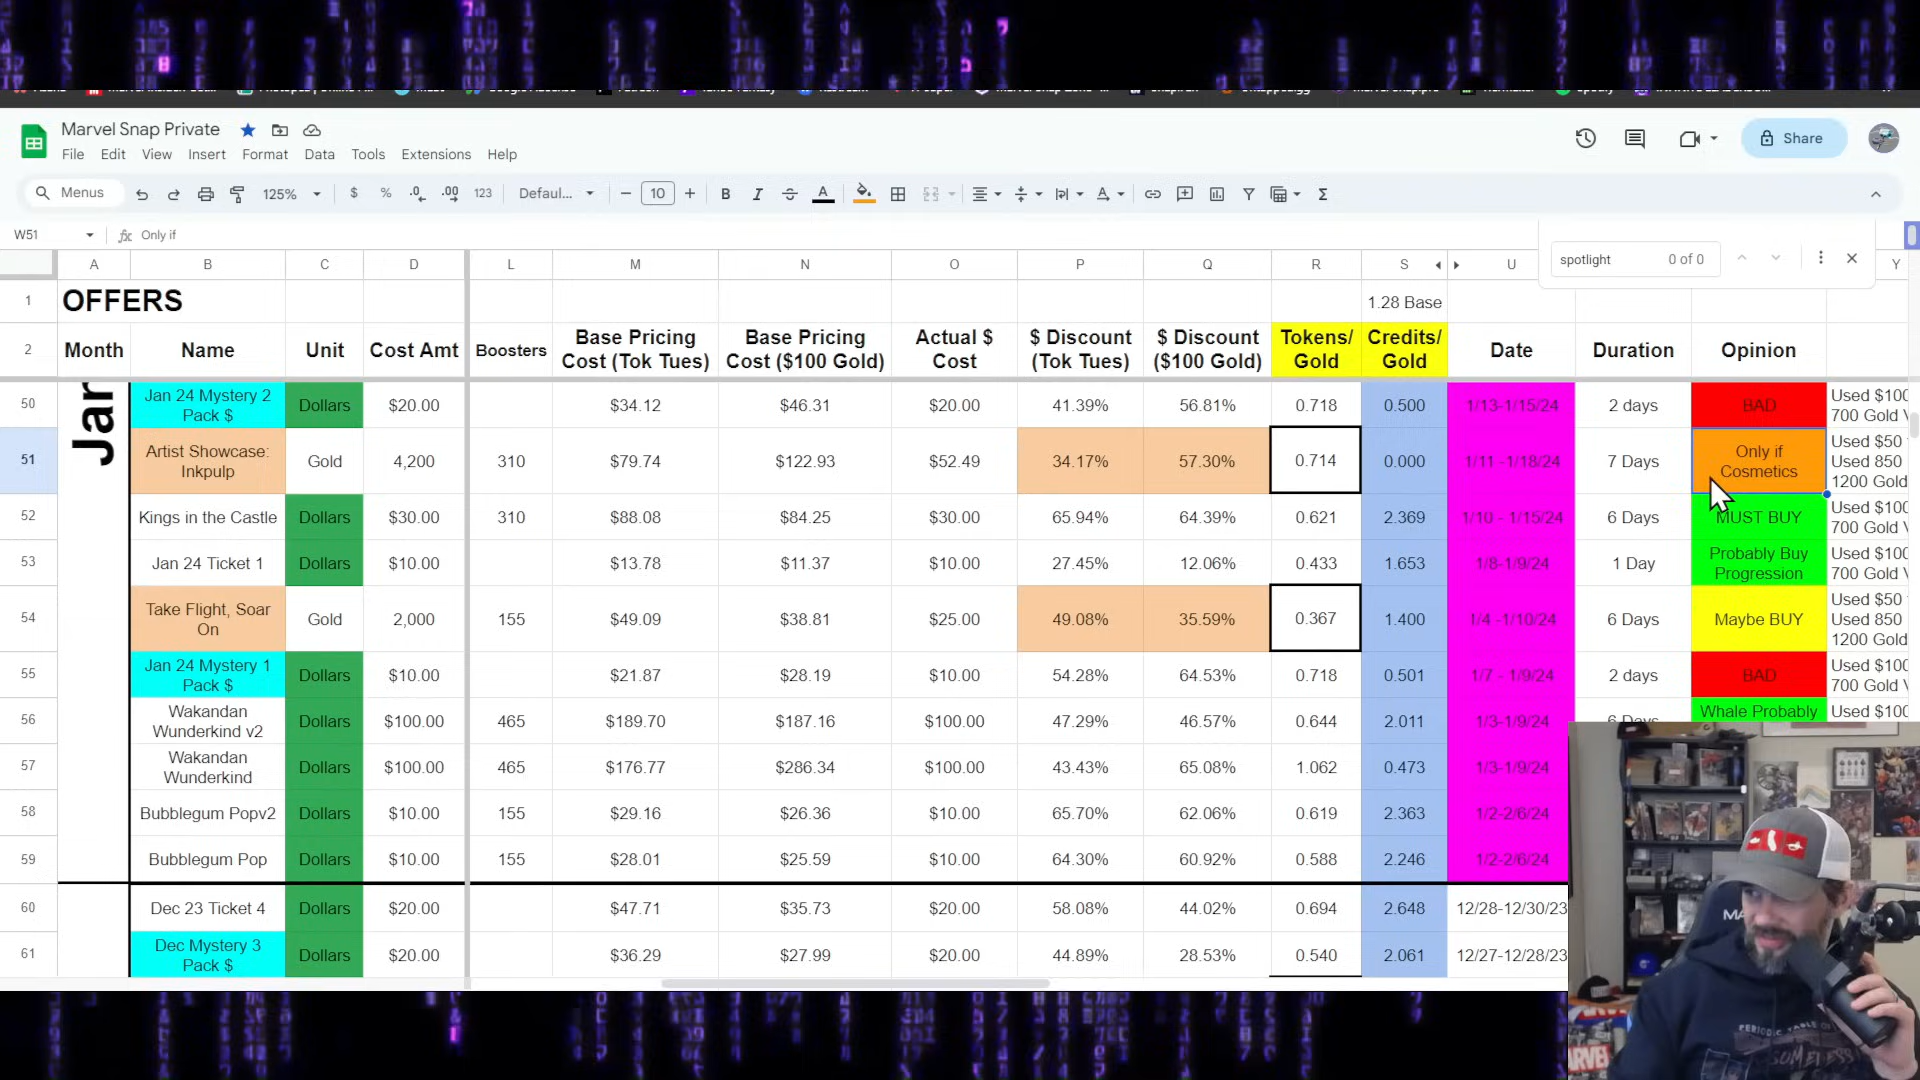 Marvel Snap Private
File Edit View Insert Format Data Tools Extensions Help
Share
Menus 125% $ % .0 .00 123 Defaul... 10 B I A
W51 Only if
spotlight 0 of 0
A B C D L M N O P Q R S U Y
1 OFFERS 1.28 Base
2 Month Name Unit Cost Amt Boosters Base Pricing Cost (Tok Tues) Base Pricing Cost ($100 Gold) Actual $ Cost $ Discount (Tok Tues) $ Discount ($100 Gold) Tokens/ Gold Credits/ Gold Date Duration Opinion
Jan
50 Jan 24 Mystery 2 Pack $ Dollars $20.00 $34.12 $46.31 $20.00 41.39% 56.81% 0.718 0.500 1/13-1/15/24 2 days BAD Used $100 700 Gold
51 Artist Showcase: Inkpulp Gold 4,200 310 $79.74 $122.93 $52.49 34.17% 57.30% 0.714 0.000 1/11 -1/18/24 7 Days Only if Cosmetics Used $50 Used 850 1200 Gold
52 Kings in the Castle Dollars $30.00 310 $88.08 $84.25 $30.00 65.94% 64.39% 0.621 2.369 1/10 - 1/15/24 6 Days MUST BUY Used $100 700 Gold
53 Jan 24 Ticket 1 Dollars $10.00 $13.78 $11.37 $10.00 27.45% 12.06% 0.433 1.653 1/8-1/9/24 1 Day Probably Buy Progression Used $100 700 Gold
54 Take Flight, Soar On Gold 2,000 155 $49.09 $38.81 $25.00 49.08% 35.59% 0.367 1.400 1/4 -1/10/24 6 Days Maybe BUY Used $50 Used 850 1200 Gold
55 Jan 24 Mystery 1 Pack $ Dollars $10.00 $21.87 $28.19 $10.00 54.28% 64.53% 0.718 0.501 1/7 - 1/9/24 2 days BAD Used $100 700 Gold
56 Wakandan Wunderkind v2 Dollars $100.00 465 $189.70 $187.16 $100.00 47.29% 46.57% 0.644 2.011 1/3-1/9/24 6 Days Whale Probably Used $100
57 Wakandan Wunderkind Dollars $100.00 465 $176.77 $286.34 $100.00 43.43% 65.08% 1.062 0.473 1/3-1/9/24
58 Bubblegum Popv2 Dollars $10.00 155 $29.16 $26.36 $10.00 65.70% 62.06% 0.619 2.363 1/2-2/6/24
59 Bubblegum Pop Dollars $10.00 155 $28.01 $25.59 $10.00 64.30% 60.92% 0.588 2.246 1/2-2/6/24
60 Dec 23 Ticket 4 Dollars $20.00 $47.71 $35.73 $20.00 58.08% 44.02% 0.694 2.648 12/28-12/30/23
61 Dec Mystery 3 Pack $ Dollars $20.00 $36.29 $27.99 $20.00 44.89% 28.53% 0.540 2.061 12/27-12/28/23
PERIODIC TABLE OF
MARVEL